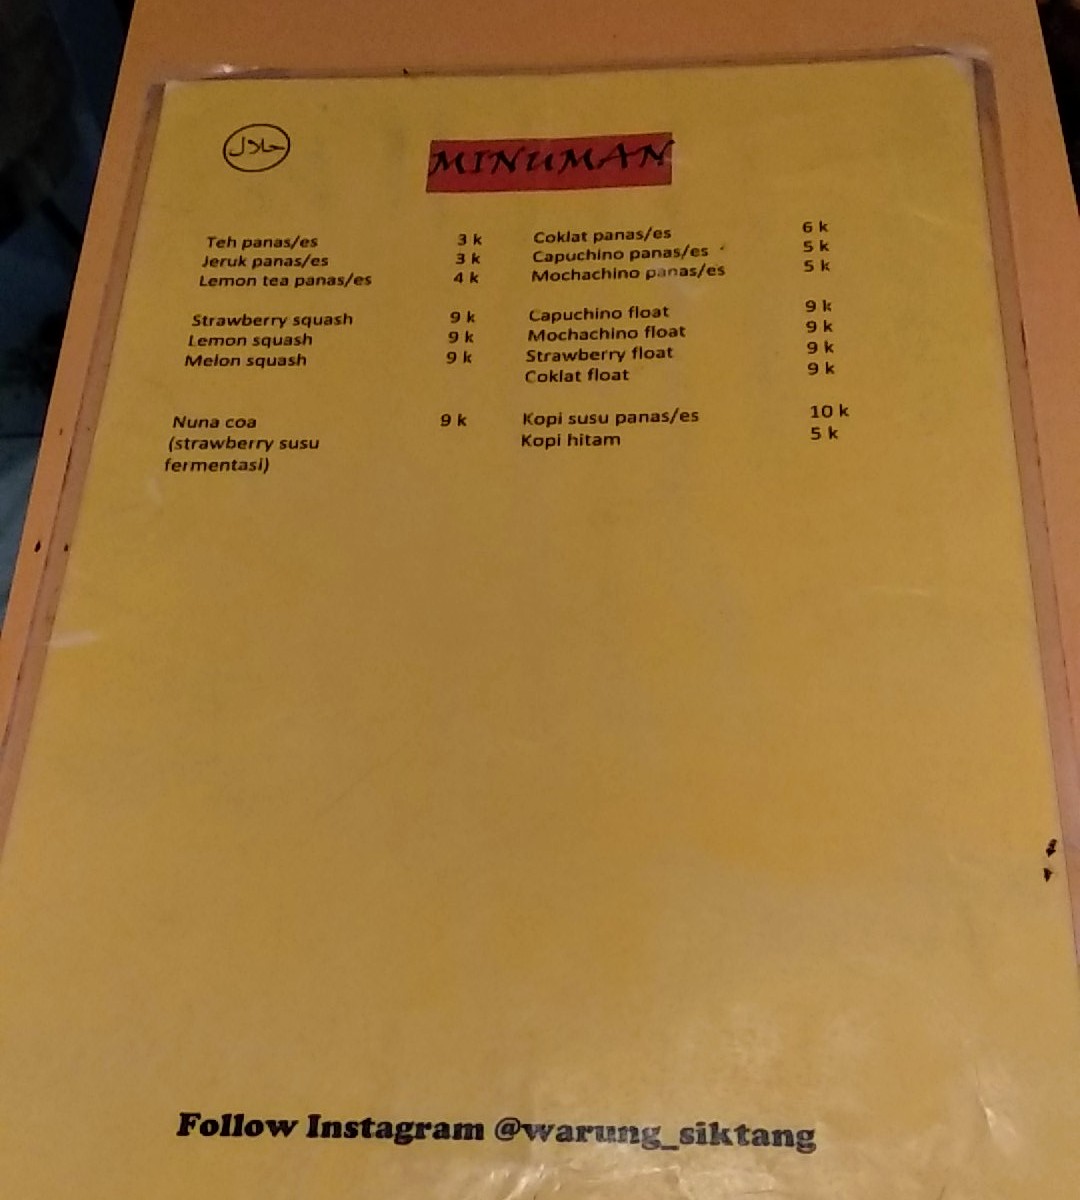 حلال
MINUMAN
Teh panas/es 3 k
Jeruk panas/es 3 k
Lemon tea panas/es 4 k
Strawberry squash 9 k
Lemon squash 9 k
Melon squash 9 k
Nuna coa 9 k
(strawberry susu
fermentasi)
Coklat panas/es 6 k
Capuchino panas/es 5 k
Mochachino panas/es 5 k
Capuchino float 9 k
Mochachino float 9 k
Strawberry float 9 k
Coklat float 9 k
Kopi susu panas/es 10 k
Kopi hitam 5 k
Follow Instagram @warung_siktang